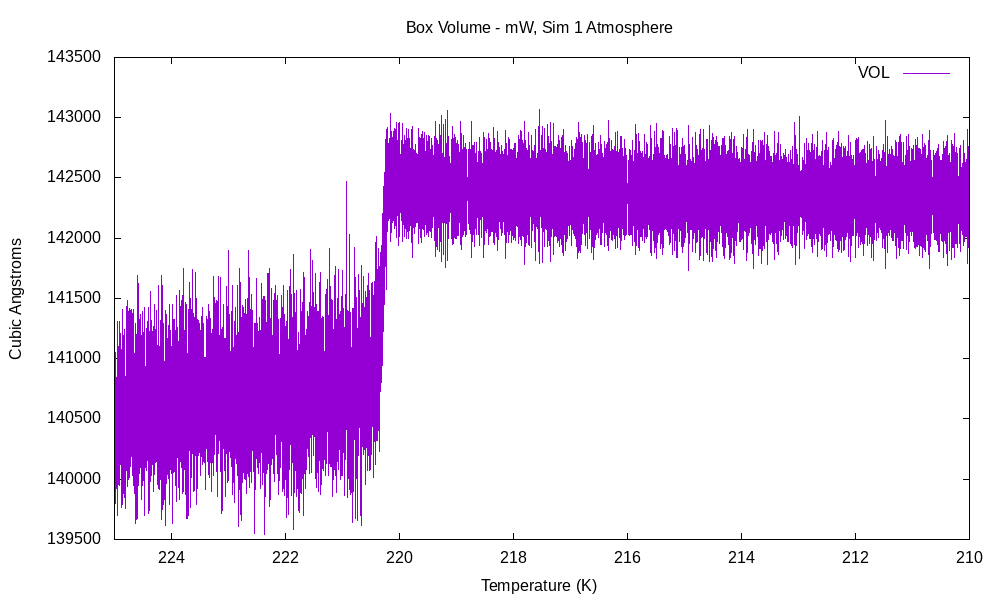 Box Volume - mW, Sim 1 Atmosphere
VOL
143500
143000
142500
142000
141500
141000
140500
140000
139500
Cubic Angstroms
224 222 220 218 216 214 212 210
Temperature (K)